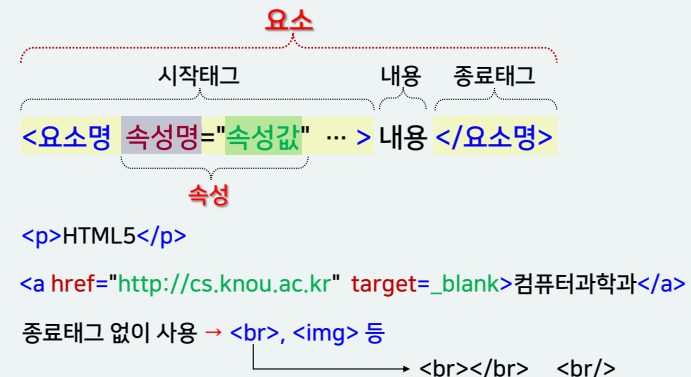 요소
시작태그 내용 종료태그
<요소명 속성명="속성값" ⋯ > 내용 </요소명>
속성
<p>HTML5</p>
<a href="http://cs.knou.ac.kr" target=_blank>컴퓨터과학과</a>
종료태그 없이 사용 → <br>, <img> 등
<br></br> <br/>